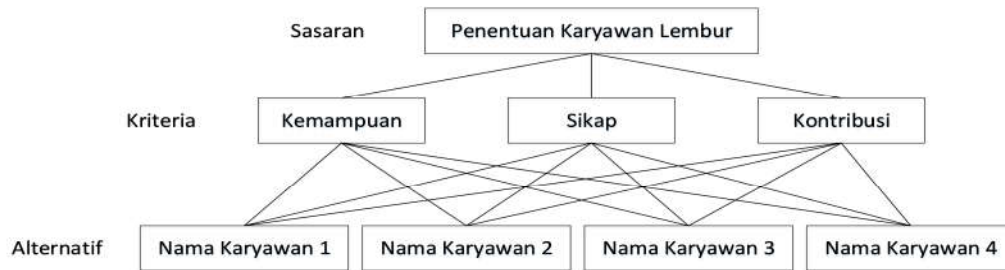 Sasaran
Penentuan Karyawan Lembur
Kriteria
Kemampuan
Sikap
Kontribusi
Alternatif
Nama Karyawan 1
Nama Karyawan 2
Nama Karyawan 3
Nama Karyawan 4